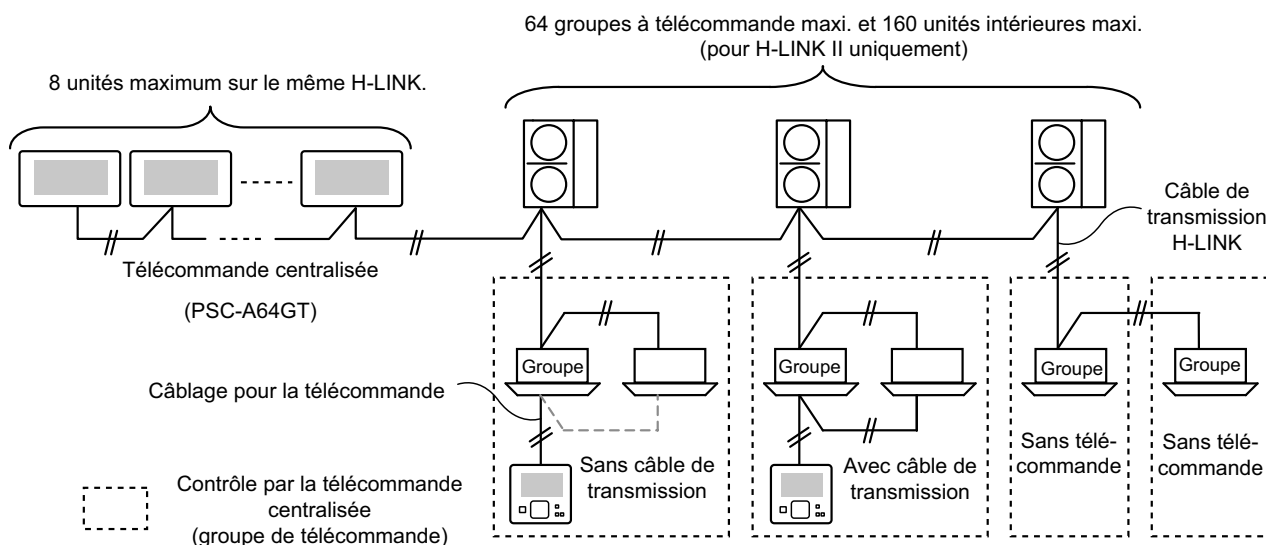 64 groupes à télécommande maxi. et 160 unités intérieures maxi.
(pour H-LINK II uniquement)
8 unités maximum sur le même H-LINK.
Câble de
transmission
H-LINK
Télécommande centralisée
(PSC-A64GT)
Groupe
Groupe
Groupe
Groupe
Câblage pour la télécommande
Sans câble de
transmission
Avec câble de
transmission
Sans télé-
commande
Sans télé-
commande
Contrôle par la télécommande
centralisée
(groupe de télécommande)